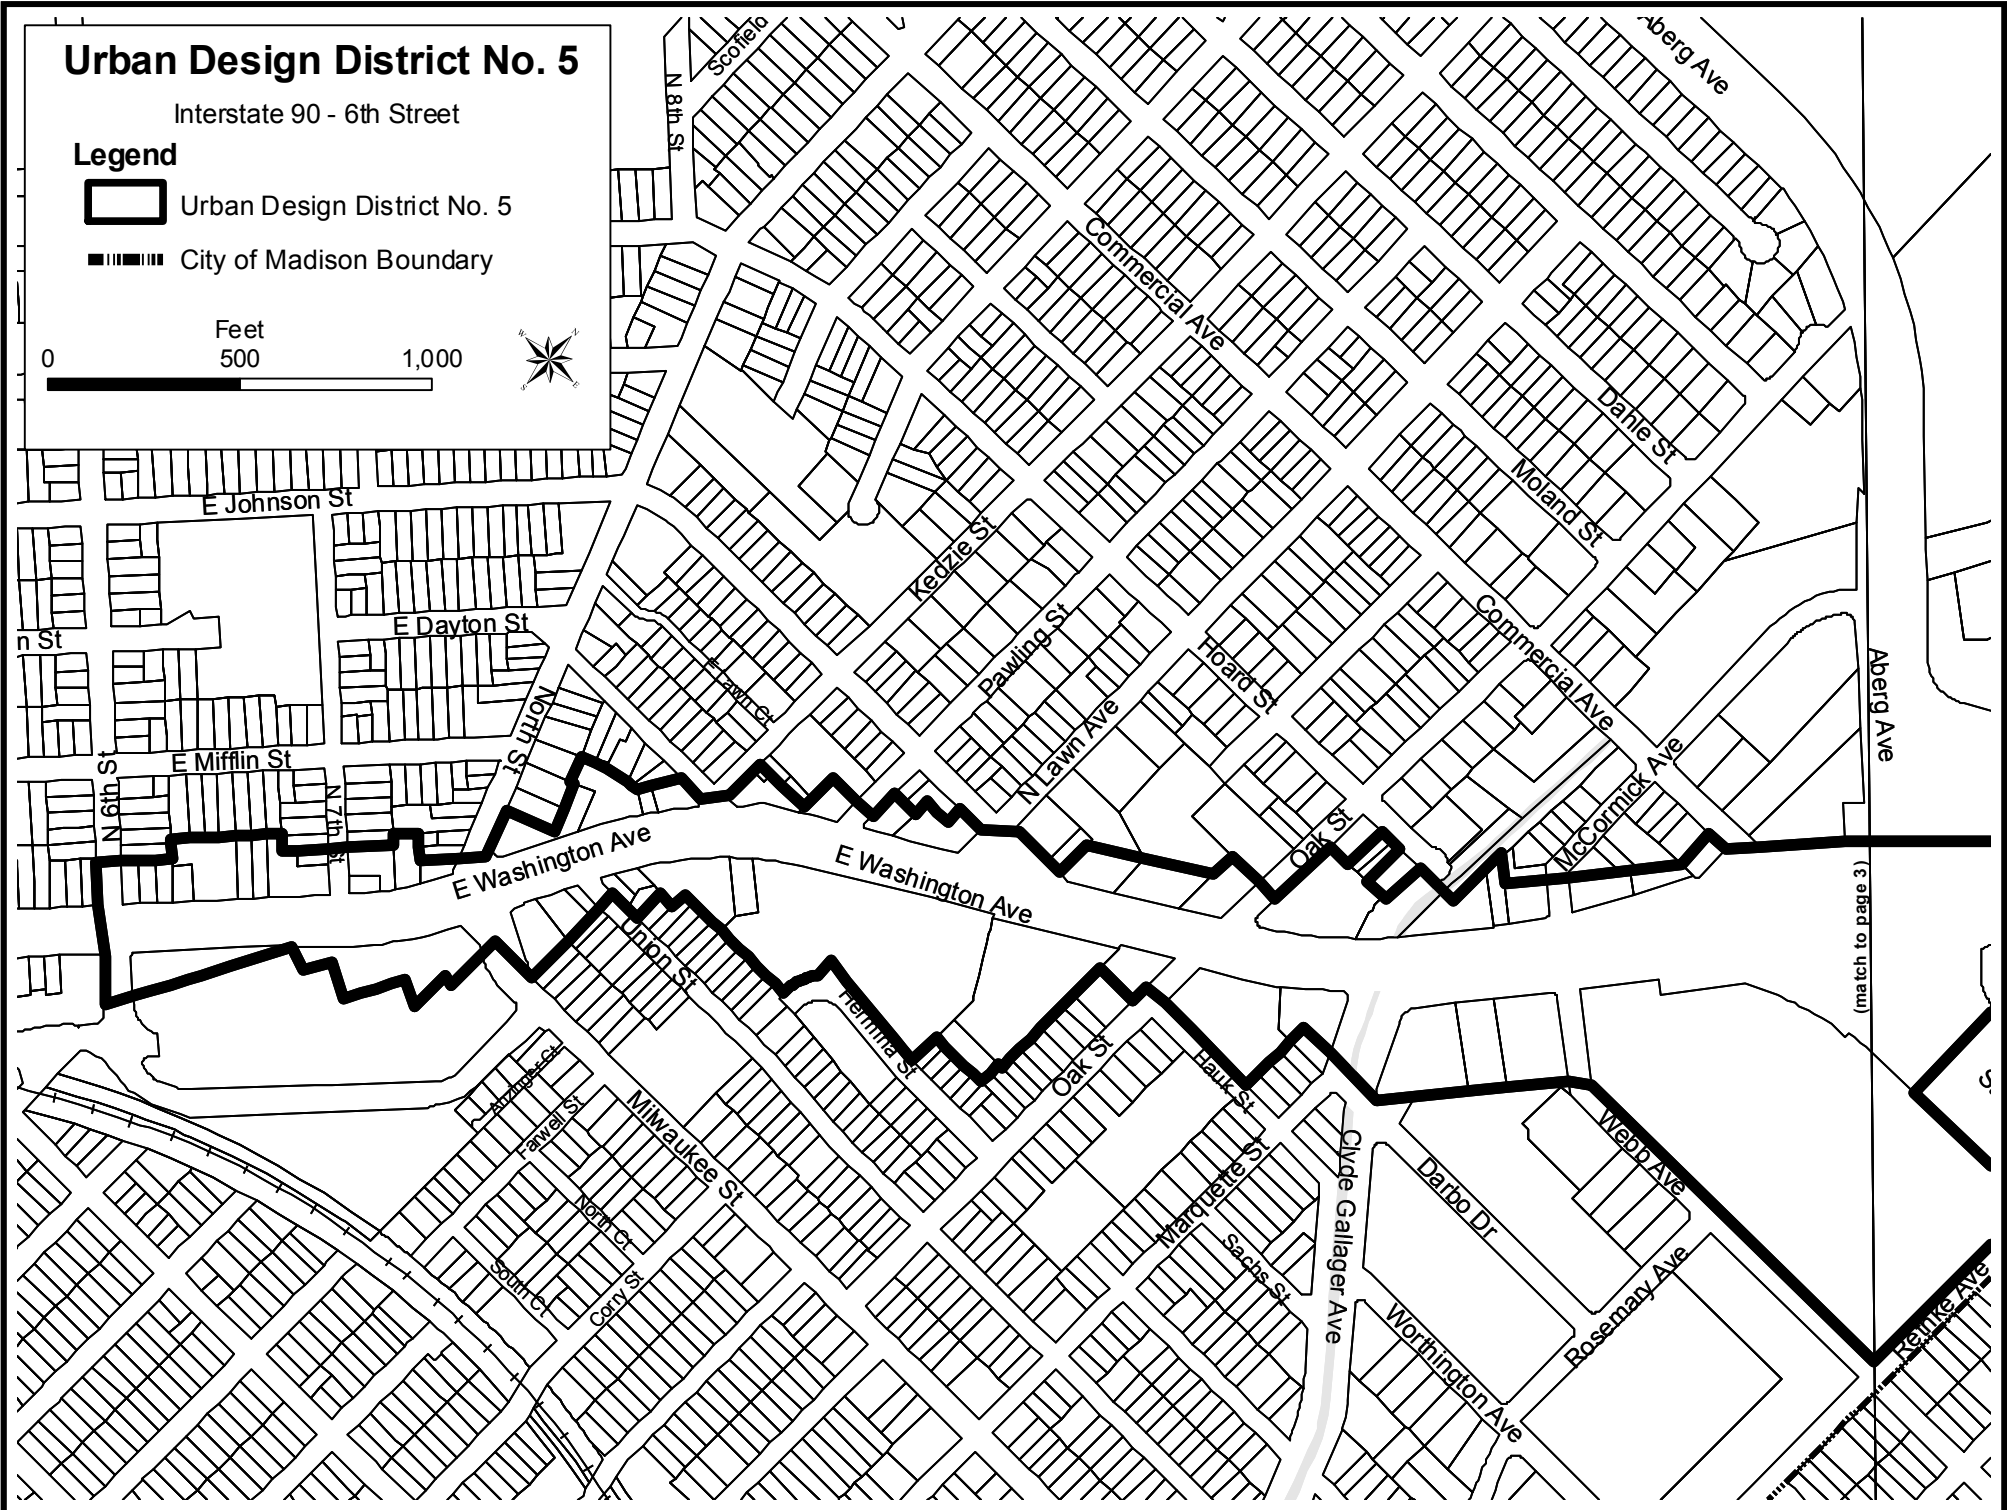 Urban Design District No. 5
Interstate 90 - 6th Street
Legend
Urban Design District No. 5
City of Madison Boundary
Feet
0 500 1,000
W N
S E
N 8th St
Scofield
Aberg Ave
Commercial Ave
Dahle St
Moland St
E Johnson St
Kedzie St
E Dayton St
n St
Pawling St
Hoard St
Commercial Ave
E Lawn Ct
N Lawn Ave
Aberg Ave
North St
E Mifflin St
N 6th St
N 7th St
McCormick Ave
Oak St
E Washington Ave
E Washington Ave
(match to page 3)
Union St
Hermina St
Oak St
Hauk St
Anzinger Ct
Farwell St
Milwaukee St
Webb Ave
Clyde Gallager Ave
Darbo Dr
Marquette St
North Ct
Sachs St
South Ct
Corry St
Rosemary Ave
Worthington Ave
Reinke Ave